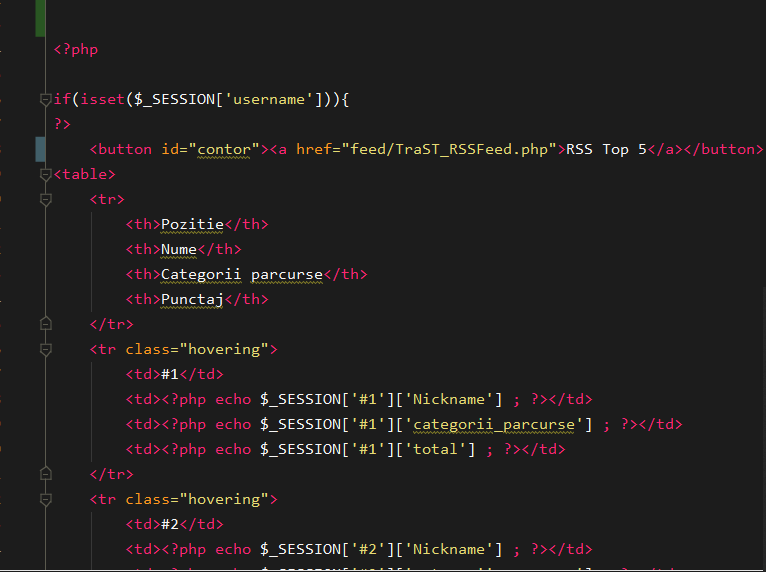 <?php
if(isset($_SESSION['username'])){
?>
<button id="contor"><a href="feed/TraST_RSSFeed.php">RSS Top 5</a></button>
<table>
<tr>
<th>Pozitie</th>
<th>Nume</th>
<th>Categorii parcurse</th>
<th>Punctaj</th>
</tr>
<tr class="hovering">
<td>#1</td>
<td><?php echo $_SESSION['#1']['Nickname'] ; ?></td>
<td><?php echo $_SESSION['#1']['categorii_parcurse'] ; ?></td>
<td><?php echo $_SESSION['#1']['total'] ; ?></td>
</tr>
<tr class="hovering">
<td>#2</td>
<td><?php echo $_SESSION['#2']['Nickname'] ; ?></td>